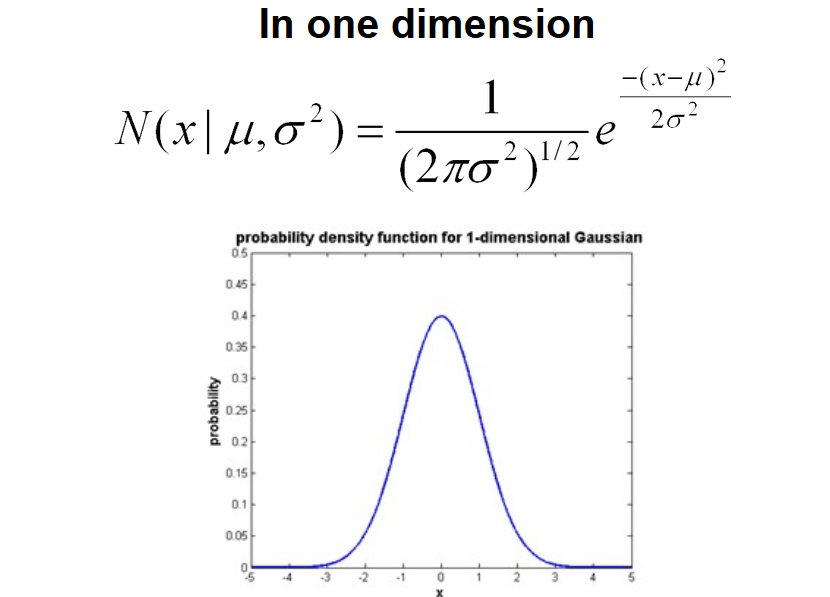 In one dimension
N(x| μ,σ²) = 1 / (2πσ²)^1/2 e^(−(x−μ)² / 2σ²)
probability density function for 1-dimensional Gaussian
0.5
0.45
0.4
0.35
0.3
0.25
0.2
0.15
0.1
0.05
0
probability
-5 -4 -3 -2 -1 0 1 2 3 4 5
x